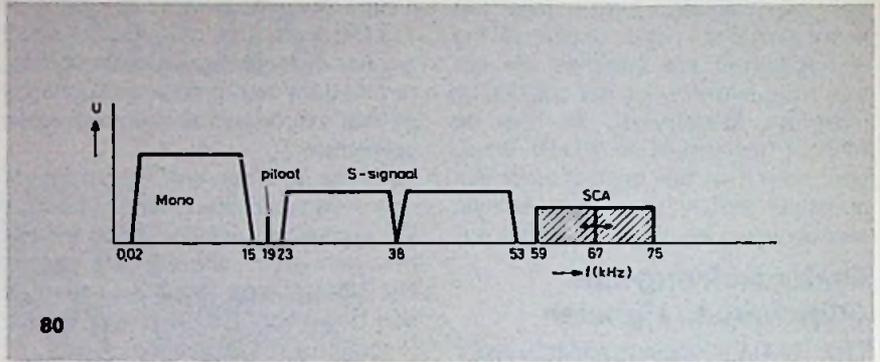 U
piloot
S-signaal
Mono
SCA
0,02 15 19 23 38 53 59 67 75
f(kHz)
80